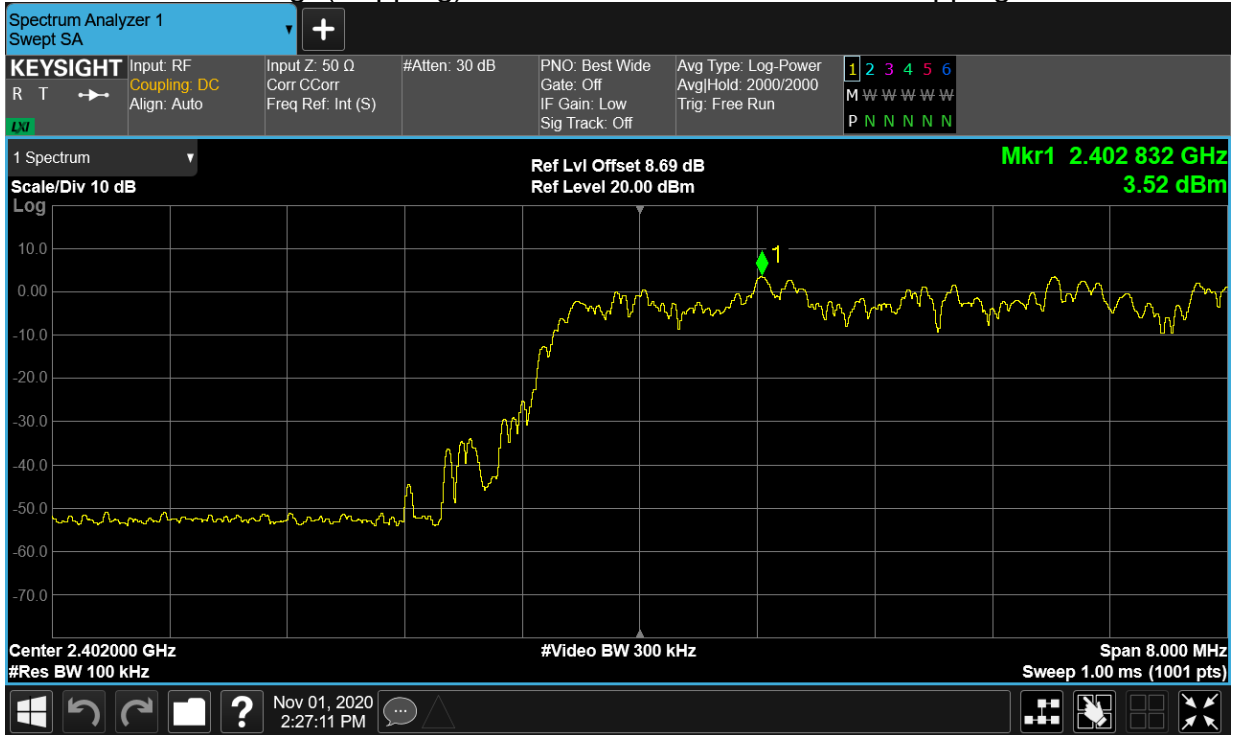 Spectrum Analyzer 1
Swept SA
KEYSIGHT
R T
LXI
Input: RF
Coupling: DC
Align: Auto
Input Z: 50 Ω
Corr CCorr
Freq Ref: Int (S)
#Atten: 30 dB
PNO: Best Wide
Gate: Off
IF Gain: Low
Sig Track: Off
Avg Type: Log-Power
Avg|Hold: 2000/2000
Trig: Free Run
1 2 3 4 5 6
M W W W W W
P N N N N N
1 Spectrum
Scale/Div 10 dB
Log
Ref Lvl Offset 8.69 dB
Ref Level 20.00 dBm
Mkr1 2.402 832 GHz
3.52 dBm
1
10.0
0.00
-10.0
-20.0
-30.0
-40.0
-50.0
-60.0
-70.0
Center 2.402000 GHz
#Res BW 100 kHz
#Video BW 300 kHz
Span 8.000 MHz
Sweep 1.00 ms (1001 pts)
?
Nov 01, 2020
2:27:11 PM